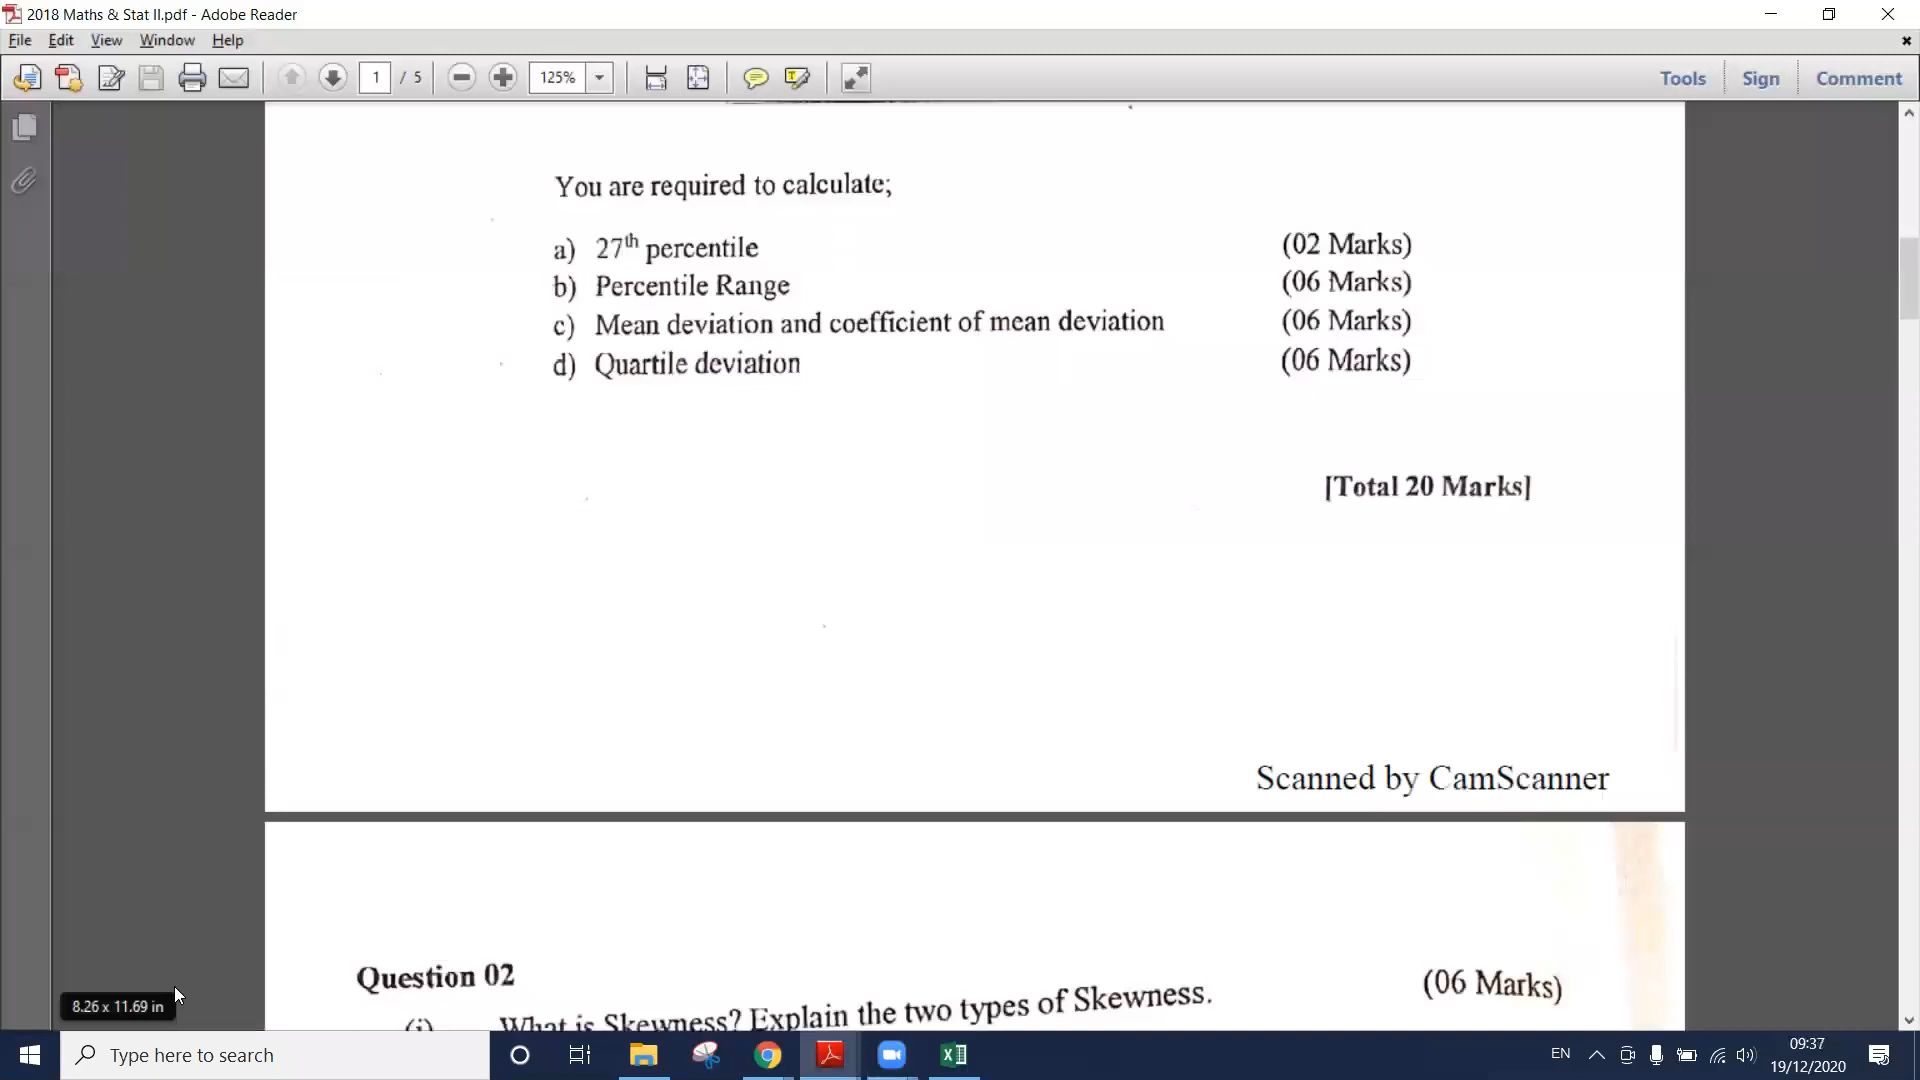 2018 Maths & Stat II.pdf - Adobe Reader
File Edit View Window Help
1 / 5 125% Tools Sign Comment
You are required to calculate;
a) 27th percentile (02 Marks)
b) Percentile Range (06 Marks)
c) Mean deviation and coefficient of mean deviation (06 Marks)
d) Quartile deviation (06 Marks)
[Total 20 Marks]
Scanned by CamScanner
Question 02 (06 Marks)
(i) What is Skewness? Explain the two types of Skewness.
8.26 x 11.69 in
Type here to search
EN
09:37
19/12/2020